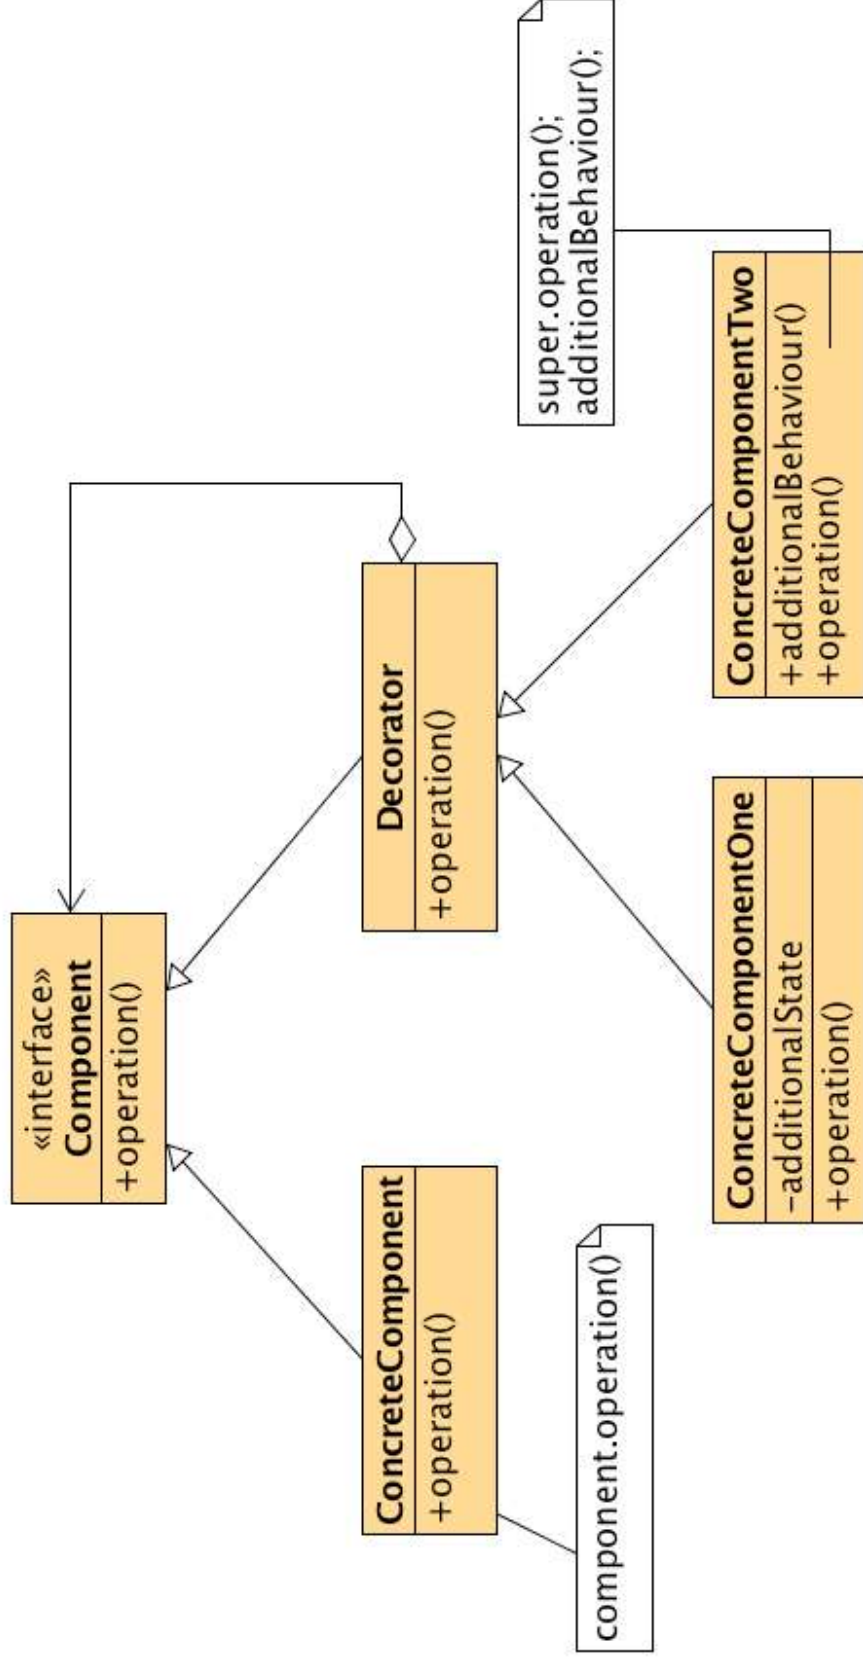 «interface»
Component
+operation()
ConcreteComponent
+operation()
Decorator
+operation()
component.operation()
super.operation();
additionalBehaviour();
ConcreteComponentOne
-additionalState
+operation()
ConcreteComponentTwo
+additionalBehaviour()
+operation()